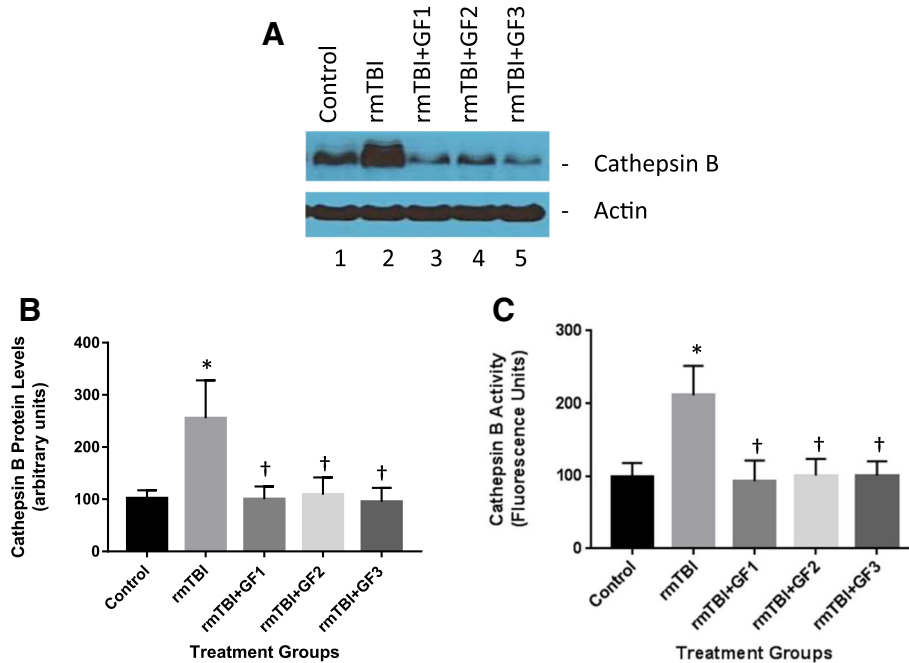 A
Control
rmTBI
rmTBI+GF1
rmTBI+GF2
rmTBI+GF3
- Cathepsin B
- Actin
1 2 3 4 5
B
Cathepsin B Protein Levels
(arbitrary units)
400
300
200
100
0
*
†
†
†
Control
rmTBI
rmTBI+GF1
rmTBI+GF2
rmTBI+GF3
Treatment Groups
C
Cathepsin B Activity
(Fluorescence Units)
300
200
100
0
*
†
†
†
Control
rmTBI
rmTBI+GF1
rmTBI+GF2
rmTBI+GF3
Treatment Groups